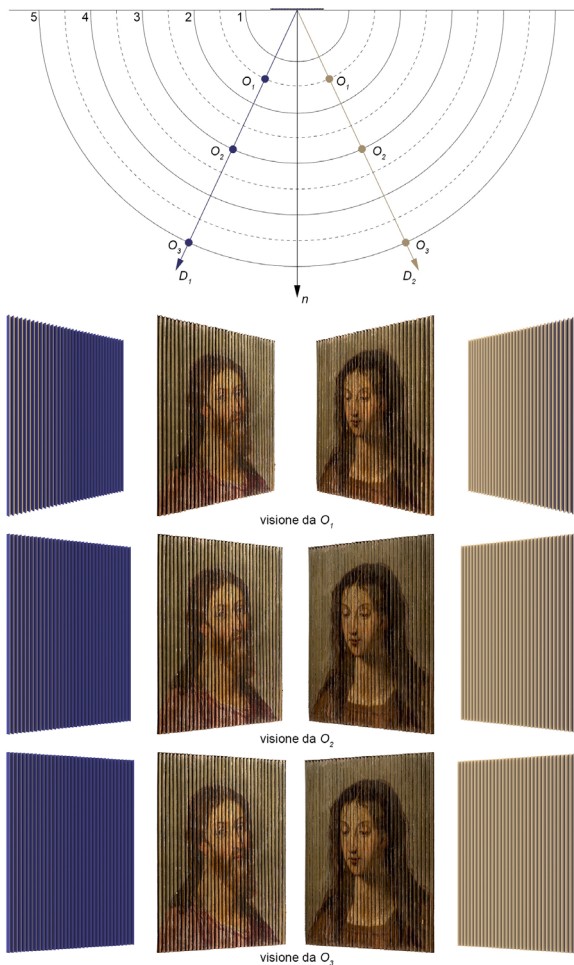 5 4 3 2 1
O1 O1
O2 O2
O3 O3
D1 D2
n
visione da O1
visione da O2
visione da O3